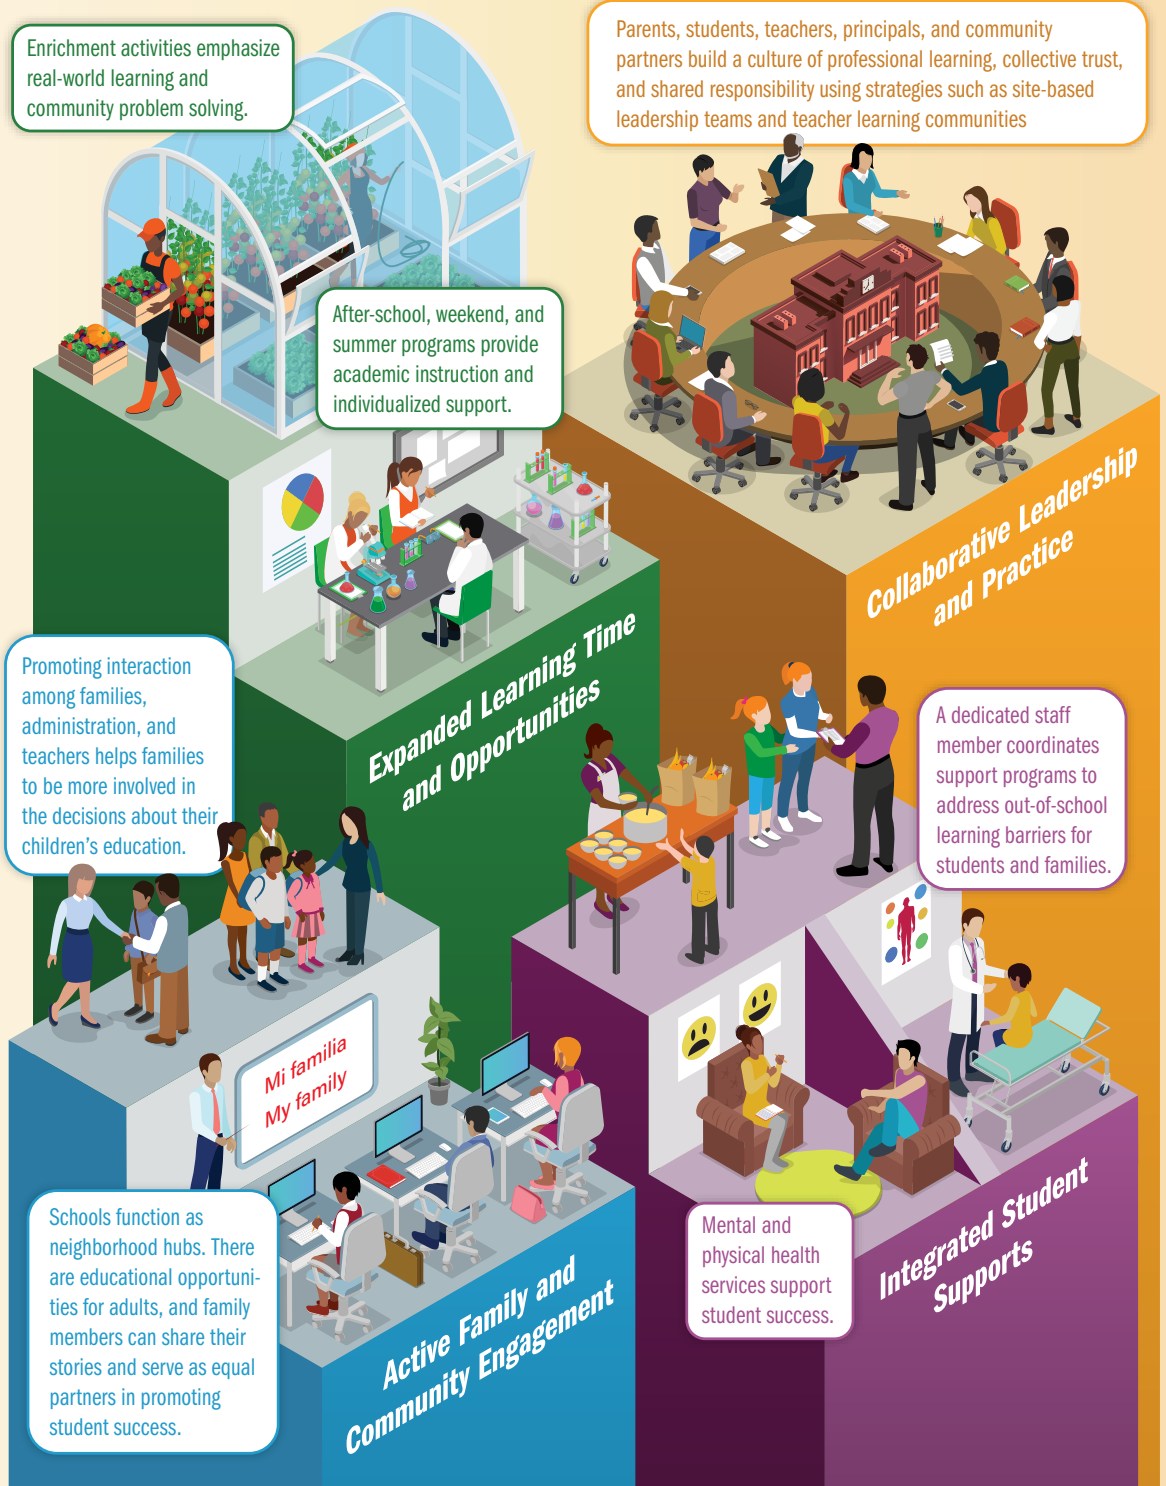 Enrichment activities emphasize
real-world learning and
community problem solving.
Parents, students, teachers, principals, and community
partners build a culture of professional learning, collective trust,
and shared responsibility using strategies such as site-based
leadership teams and teacher learning communities
After-school, weekend, and
summer programs provide
academic instruction and
individualized support.
Collaborative Leadership
and Practice
Expanded Learning Time
and Opportunities
Promoting interaction
among families,
administration, and
teachers helps families
to be more involved in
the decisions about their
children's education.
A dedicated staff
member coordinates
support programs to
address out-of-school
learning barriers for
students and families.
Mi familia
My family
Schools function as
neighborhood hubs. There
are educational opportuni-
ties for adults, and family
members can share their
stories and serve as equal
partners in promoting
student success.
Active Family and
Community Engagement
Mental and
physical health
services support
student success.
Integrated Student
Supports